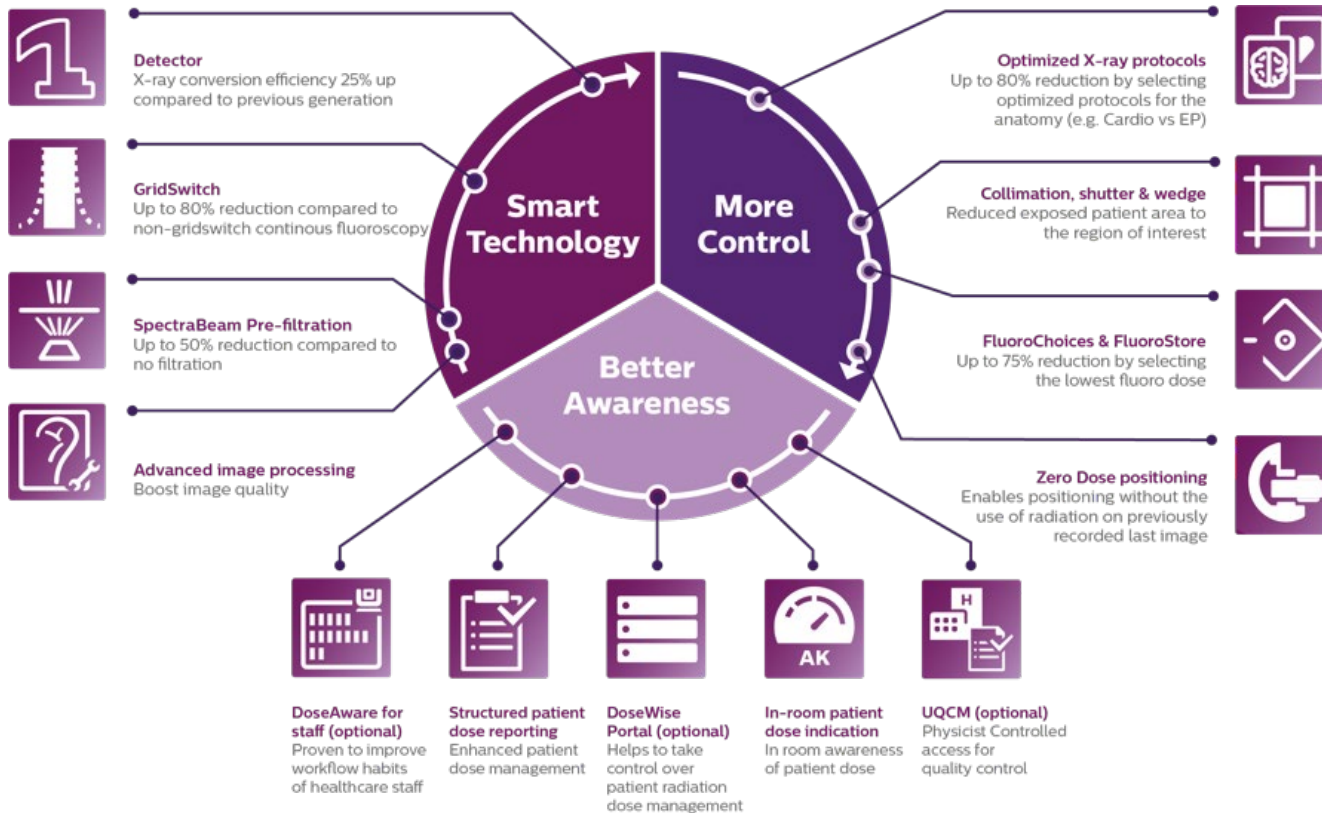 Detector
X-ray conversion efficiency 25% up
compared to previous generation
GridSwitch
Up to 80% reduction compared to
non-gridswitch continous fluoroscopy
SpectraBeam Pre-filtration
Up to 50% reduction compared to
no filtration
Advanced image processing
Boost image quality
Smart
Technology
More
Control
Better
Awareness
Optimized X-ray protocols
Up to 80% reduction by selecting
optimized protocols for the
anatomy (e.g. Cardio vs EP)
Collimation, shutter & wedge
Reduced exposed patient area to
the region of interest
FluoroChoices & FluoroStore
Up to 75% reduction by selecting
the lowest fluoro dose
Zero Dose positioning
Enables positioning without the
use of radiation on previously
recorded last image
AK
H
DoseAware for
staff (optional)
Proven to improve
workflow habits
of healthcare staff
Structured patient
dose reporting
Enhanced patient
dose management
DoseWise
Portal (optional)
Helps to take
control over
patient radiation
dose management
In-room patient
dose indication
In room awareness
of patient dose
UQCM (optional)
Physicist Controlled
access for
quality control